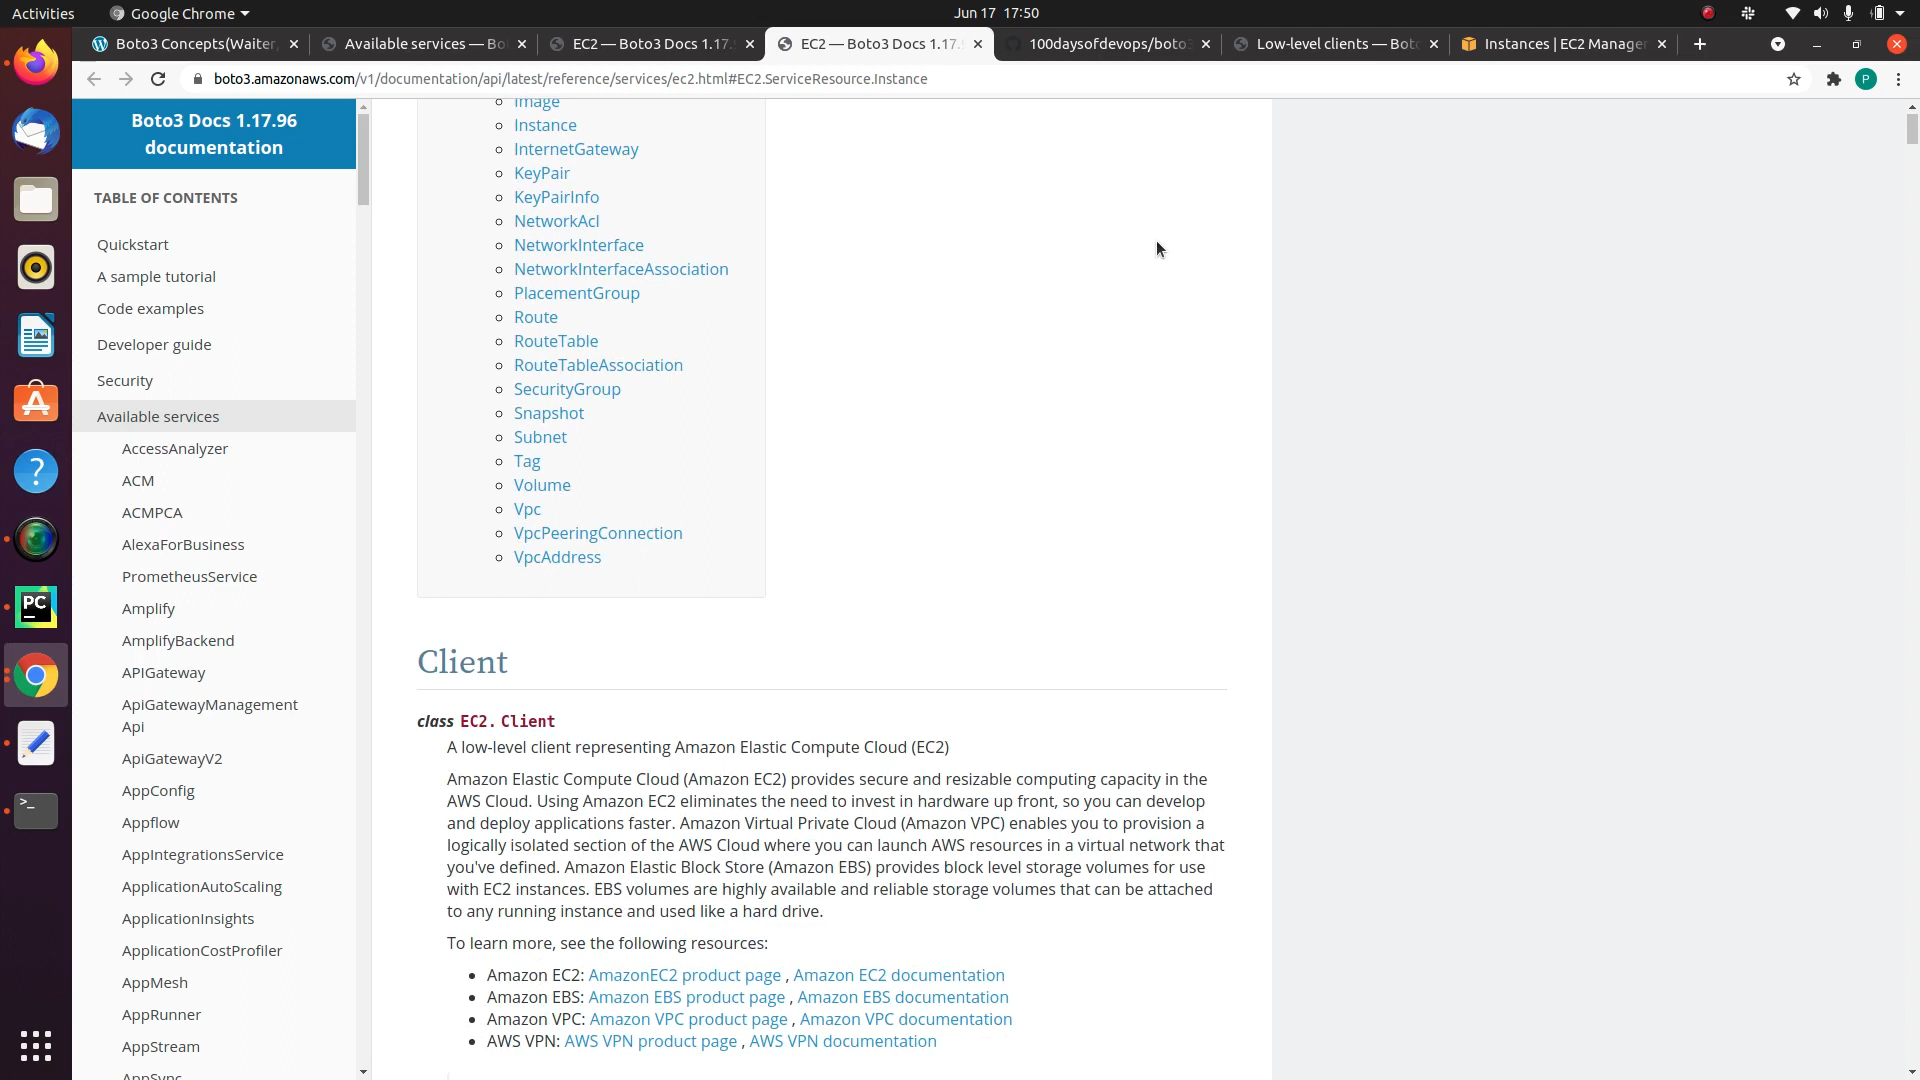 Activities
Google Chrome
Jun 17 17:50
Boto3 Concepts(Waiter,
Available services — Bo
EC2 — Boto3 Docs 1.17.
EC2 — Boto3 Docs 1.17.
100daysofdevops/boto3
Low-level clients — Boto
Instances | EC2 Manage
boto3.amazonaws.com/v1/documentation/api/latest/reference/services/ec2.html#EC2.ServiceResource.Instance
P
Boto3 Docs 1.17.96
documentation
TABLE OF CONTENTS
Quickstart
A sample tutorial
Code examples
Developer guide
Security
Available services
AccessAnalyzer
ACM
ACMPCA
AlexaForBusiness
PrometheusService
Amplify
AmplifyBackend
APIGateway
ApiGatewayManagement
Api
ApiGatewayV2
AppConfig
Appflow
AppIntegrationsService
ApplicationAutoScaling
ApplicationInsights
ApplicationCostProfiler
AppMesh
AppRunner
AppStream
AppSync
Image
Instance
InternetGateway
KeyPair
KeyPairInfo
NetworkAcl
NetworkInterface
NetworkInterfaceAssociation
PlacementGroup
Route
RouteTable
RouteTableAssociation
SecurityGroup
Snapshot
Subnet
Tag
Volume
Vpc
VpcPeeringConnection
VpcAddress
Client
class EC2.Client
A low-level client representing Amazon Elastic Compute Cloud (EC2)
Amazon Elastic Compute Cloud (Amazon EC2) provides secure and resizable computing capacity in the
AWS Cloud. Using Amazon EC2 eliminates the need to invest in hardware up front, so you can develop
and deploy applications faster. Amazon Virtual Private Cloud (Amazon VPC) enables you to provision a
logically isolated section of the AWS Cloud where you can launch AWS resources in a virtual network that
you've defined. Amazon Elastic Block Store (Amazon EBS) provides block level storage volumes for use
with EC2 instances. EBS volumes are highly available and reliable storage volumes that can be attached
to any running instance and used like a hard drive.
To learn more, see the following resources:
Amazon EC2: AmazonEC2 product page , Amazon EC2 documentation
Amazon EBS: Amazon EBS product page , Amazon EBS documentation
Amazon VPC: Amazon VPC product page , Amazon VPC documentation
AWS VPN: AWS VPN product page , AWS VPN documentation
PC